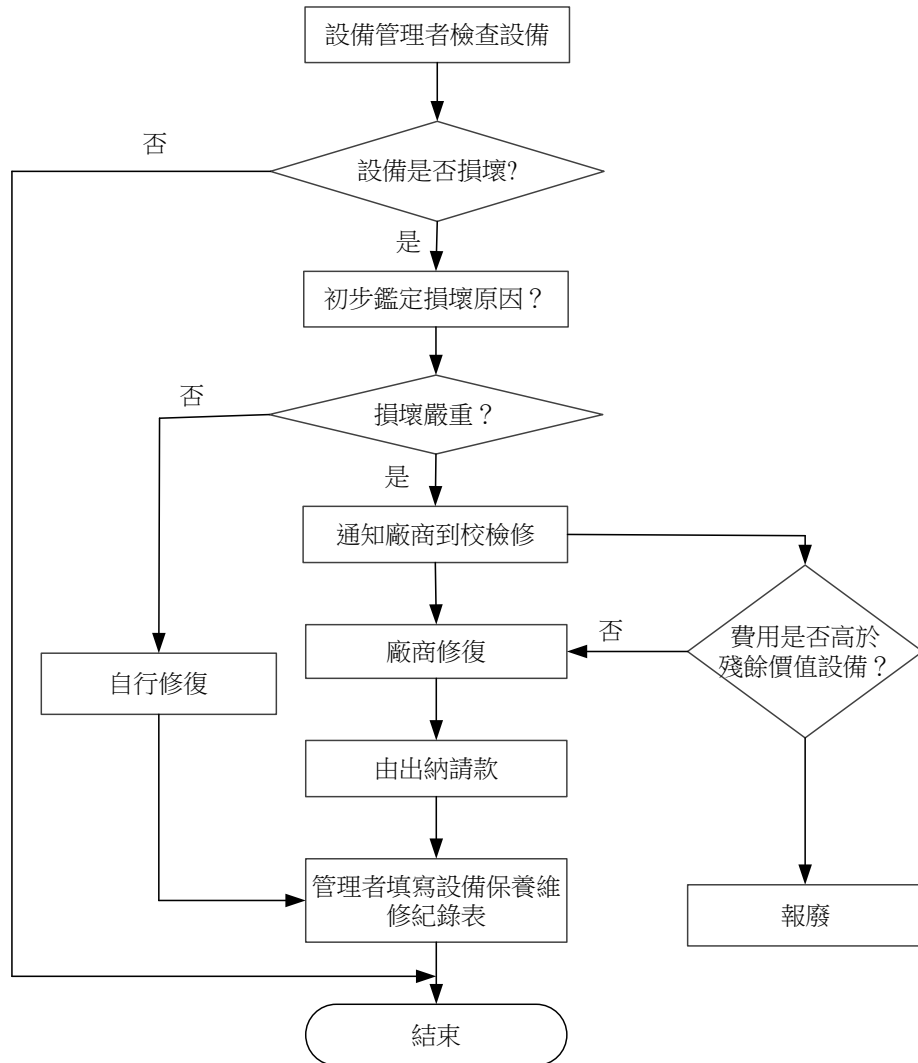 設備管理者檢查設備
否
設備是否損壞?
是
初步鑑定損壞原因？
否
損壞嚴重？
是
通知廠商到校檢修
否
費用是否高於
殘餘價值設備？
廠商修復
自行修復
由出納請款
管理者填寫設備保養維
修紀錄表
報廢
結束